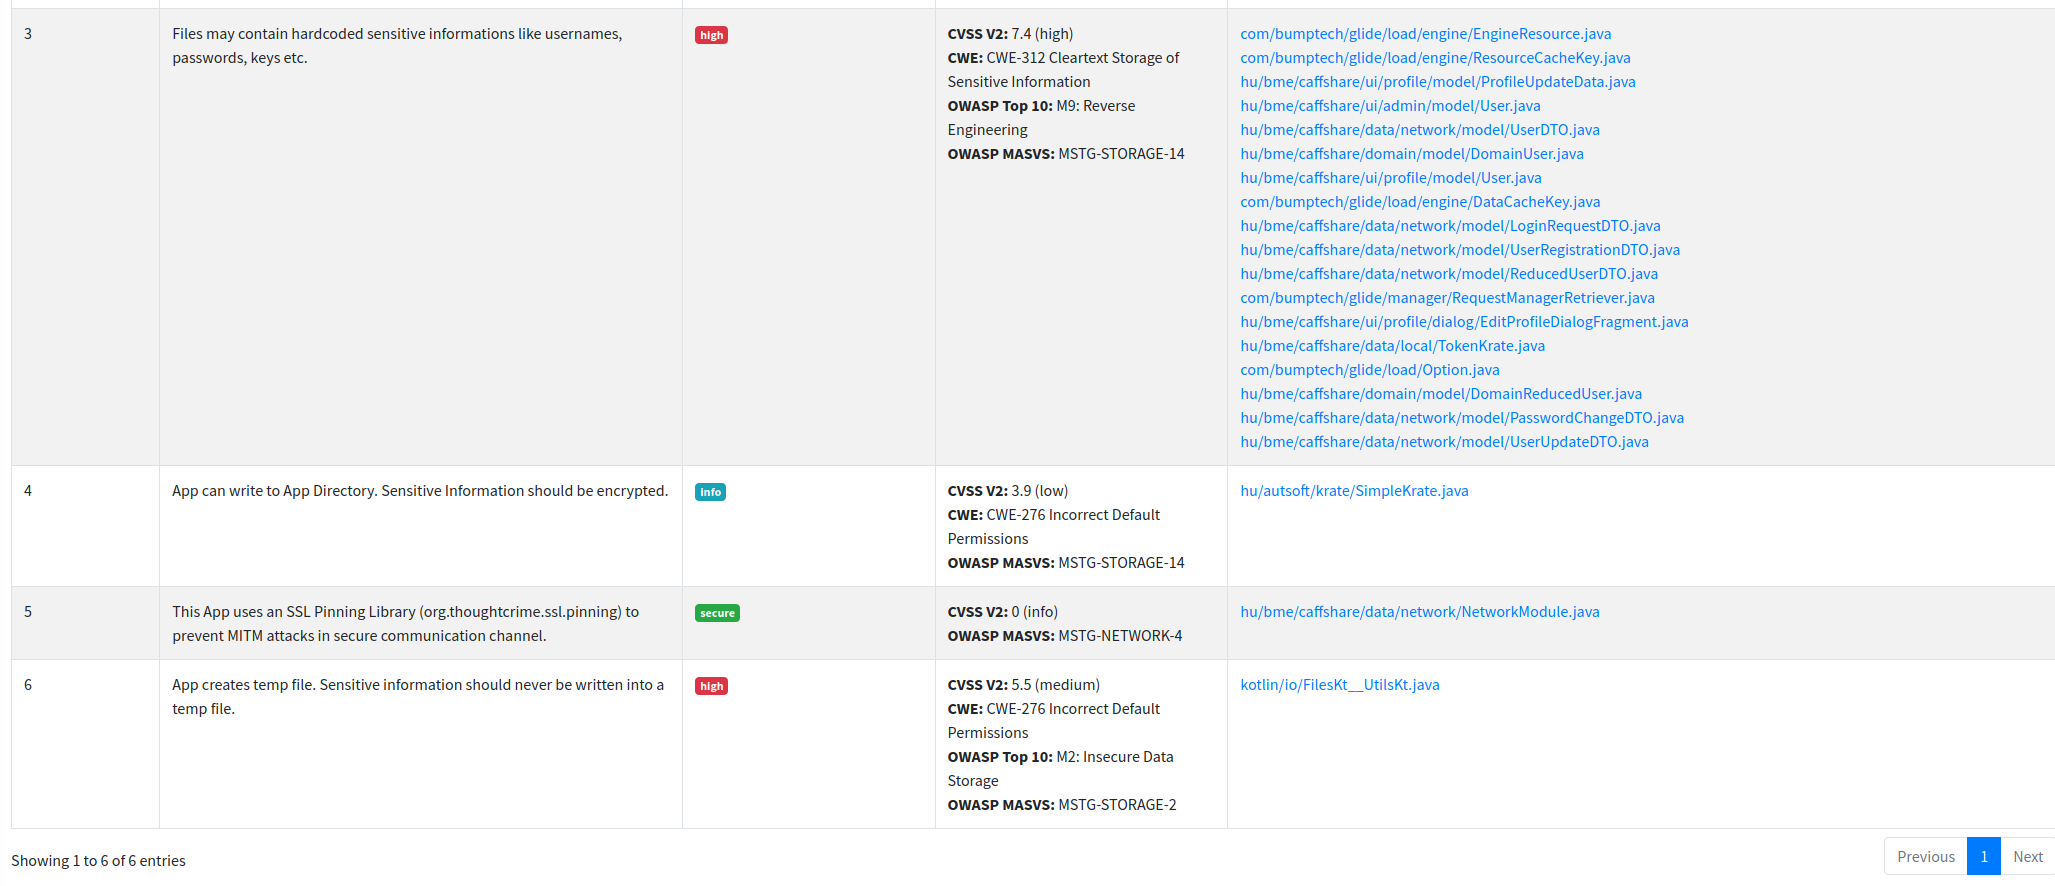 3
Files may contain hardcoded sensitive informations like usernames,
passwords, keys etc.
high
CVSS V2: 7.4 (high)
CWE: CWE-312 Cleartext Storage of
Sensitive Information
OWASP Top 10: M9: Reverse
Engineering
OWASP MASVS: MSTG-STORAGE-14
com/bumptech/glide/load/engine/EngineResource.java
com/bumptech/glide/load/engine/ResourceCacheKey.java
hu/bme/caffshare/ui/profile/model/ProfileUpdateData.java
hu/bme/caffshare/ui/admin/model/User.java
hu/bme/caffshare/data/network/model/UserDTO.java
hu/bme/caffshare/domain/model/DomainUser.java
hu/bme/caffshare/ui/profile/model/User.java
com/bumptech/glide/load/engine/DataCacheKey.java
hu/bme/caffshare/data/network/model/LoginRequestDTO.java
hu/bme/caffshare/data/network/model/UserRegistrationDTO.java
hu/bme/caffshare/data/network/model/ReducedUserDTO.java
com/bumptech/glide/manager/RequestManagerRetriever.java
hu/bme/caffshare/ui/profile/dialog/EditProfileDialogFragment.java
hu/bme/caffshare/data/local/TokenKrate.java
com/bumptech/glide/load/Option.java
hu/bme/caffshare/domain/model/DomainReducedUser.java
hu/bme/caffshare/data/network/model/PasswordChangeDTO.java
hu/bme/caffshare/data/network/model/UserUpdateDTO.java
4
App can write to App Directory. Sensitive Information should be encrypted.
info
CVSS V2: 3.9 (low)
CWE: CWE-276 Incorrect Default
Permissions
OWASP MASVS: MSTG-STORAGE-14
hu/autsoft/krate/SimpleKrate.java
5
This App uses an SSL Pinning Library (org.thoughtcrime.ssl.pinning) to
prevent MITM attacks in secure communication channel.
secure
CVSS V2: 0 (info)
OWASP MASVS: MSTG-NETWORK-4
hu/bme/caffshare/data/network/NetworkModule.java
6
App creates temp file. Sensitive information should never be written into a
temp file.
high
CVSS V2: 5.5 (medium)
CWE: CWE-276 Incorrect Default
Permissions
OWASP Top 10: M2: Insecure Data
Storage
OWASP MASVS: MSTG-STORAGE-2
kotlin/io/FilesKt__UtilsKt.java
Showing 1 to 6 of 6 entries
Previous
1
Next